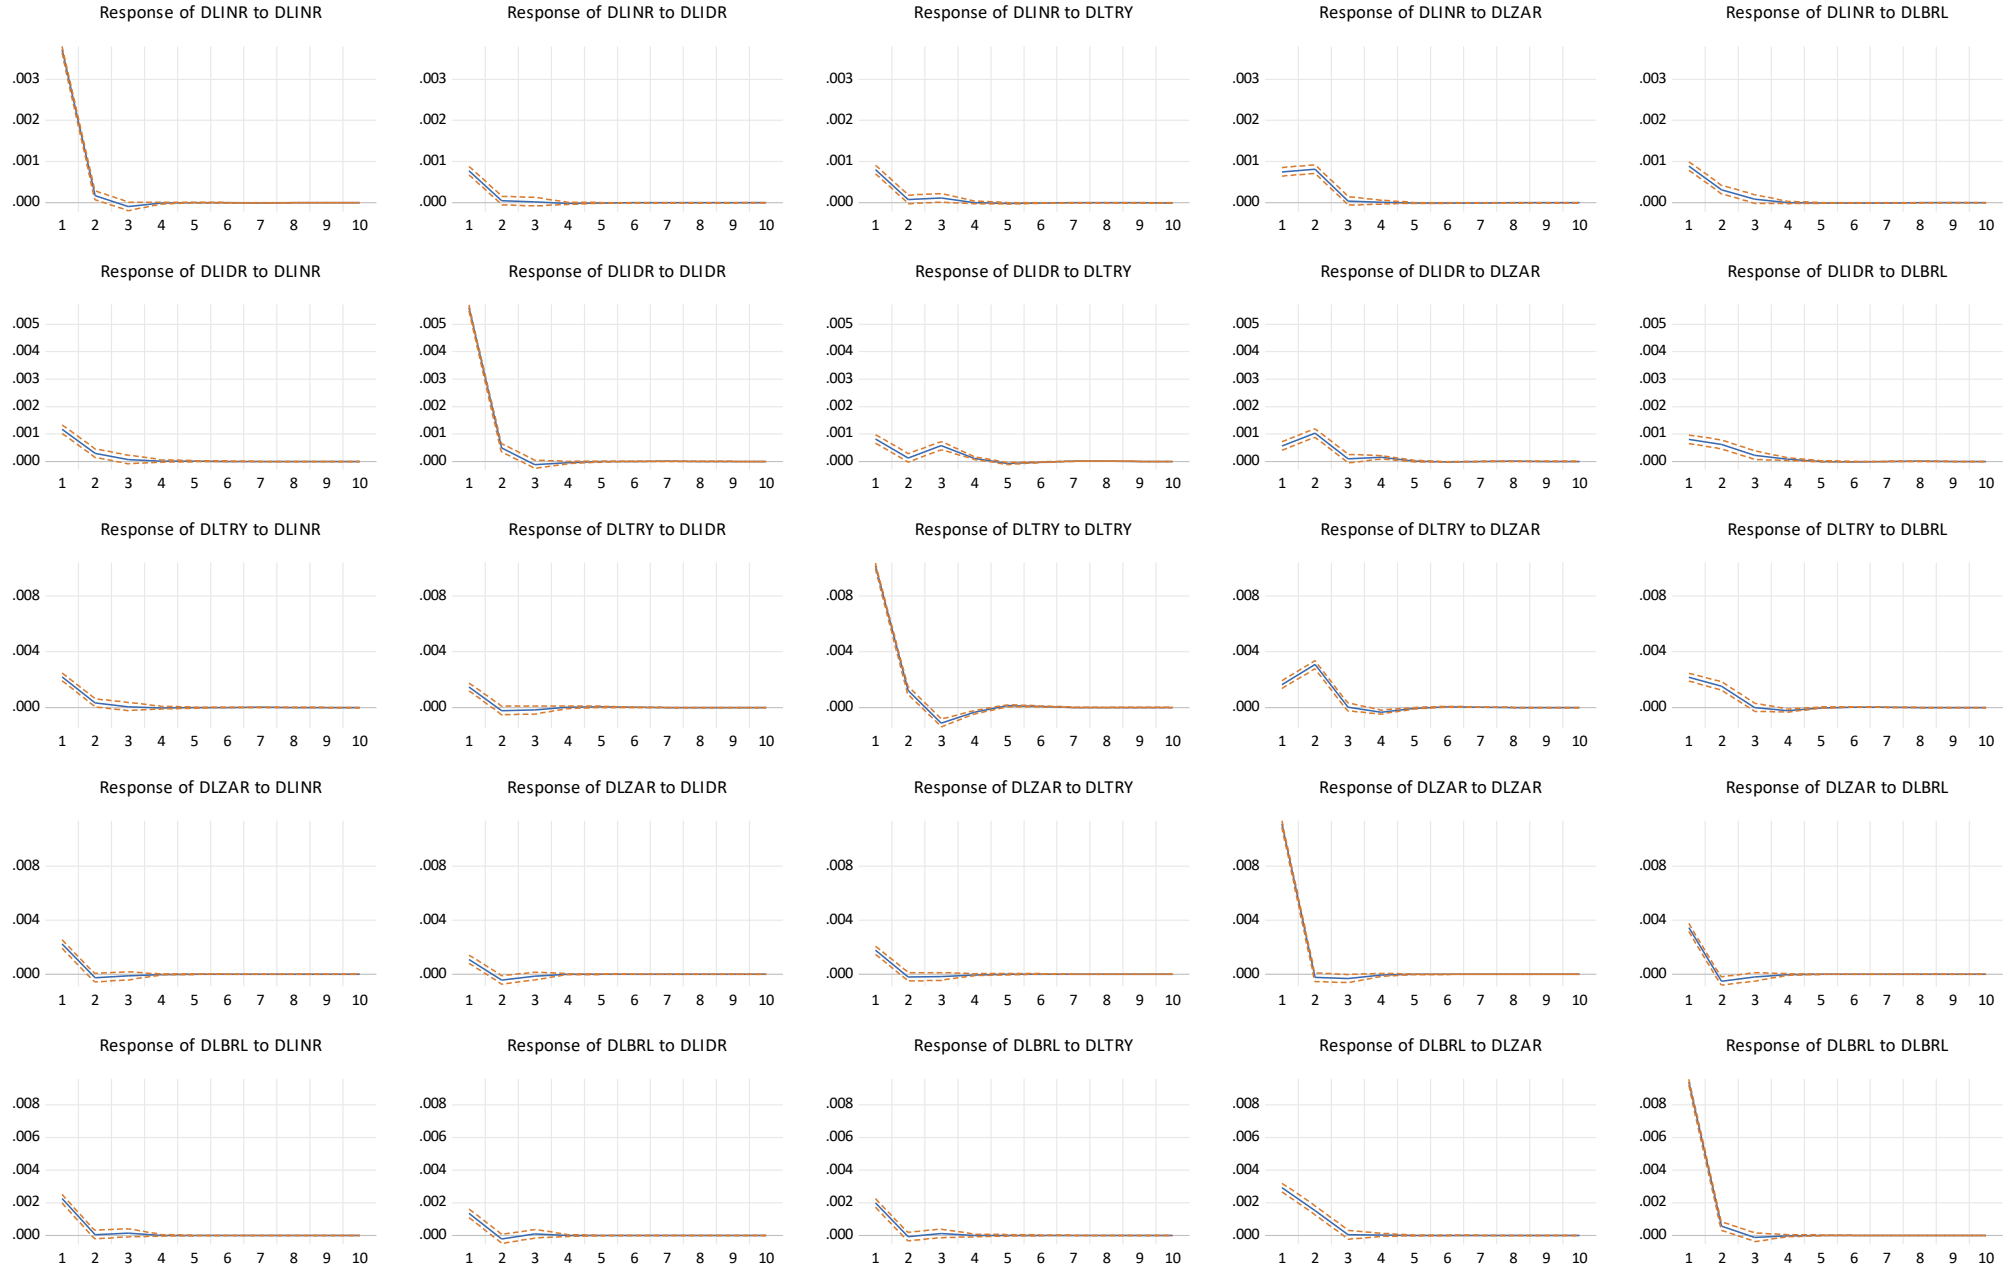 Response of DLINR to DLINR
Response of DLINR to DLIDR
Response of DLINR to DLTRY
Response of DLINR to DLZAR
Response of DLINR to DLBRL
.003 .003 .003 .003 .003
.002 .002 .002 .002 .002
.001 .001 .001 .001 .001
.000 .000 .000 .000 .000
1 2 3 4 5 6 7 8 9 10
1 2 3 4 5 6 7 8 9 10
1 2 3 4 5 6 7 8 9 10
1 2 3 4 5 6 7 8 9 10
1 2 3 4 5 6 7 8 9 10
Response of DLIDR to DLINR
Response of DLIDR to DLIDR
Response of DLIDR to DLTRY
Response of DLIDR to DLZAR
Response of DLIDR to DLBRL
.005 .005 .005 .005 .005
.004 .004 .004 .004 .004
.003 .003 .003 .003 .003
.002 .002 .002 .002 .002
.001 .001 .001 .001 .001
.000 .000 .000 .000 .000
1 2 3 4 5 6 7 8 9 10
1 2 3 4 5 6 7 8 9 10
1 2 3 4 5 6 7 8 9 10
1 2 3 4 5 6 7 8 9 10
1 2 3 4 5 6 7 8 9 10
Response of DLTRY to DLINR
Response of DLTRY to DLIDR
Response of DLTRY to DLTRY
Response of DLTRY to DLZAR
Response of DLTRY to DLBRL
.008 .008 .008 .008 .008
.004 .004 .004 .004 .004
.000 .000 .000 .000 .000
1 2 3 4 5 6 7 8 9 10
1 2 3 4 5 6 7 8 9 10
1 2 3 4 5 6 7 8 9 10
1 2 3 4 5 6 7 8 9 10
1 2 3 4 5 6 7 8 9 10
Response of DLZAR to DLINR
Response of DLZAR to DLIDR
Response of DLZAR to DLTRY
Response of DLZAR to DLZAR
Response of DLZAR to DLBRL
.008 .008 .008 .008 .008
.004 .004 .004 .004 .004
.000 .000 .000 .000 .000
1 2 3 4 5 6 7 8 9 10
1 2 3 4 5 6 7 8 9 10
1 2 3 4 5 6 7 8 9 10
1 2 3 4 5 6 7 8 9 10
1 2 3 4 5 6 7 8 9 10
Response of DLBRL to DLINR
Response of DLBRL to DLIDR
Response of DLBRL to DLTRY
Response of DLBRL to DLZAR
Response of DLBRL to DLBRL
.008 .008 .008 .008 .008
.006 .006 .006 .006 .006
.004 .004 .004 .004 .004
.002 .002 .002 .002 .002
.000 .000 .000 .000 .000
1 2 3 4 5 6 7 8 9 10
1 2 3 4 5 6 7 8 9 10
1 2 3 4 5 6 7 8 9 10
1 2 3 4 5 6 7 8 9 10
1 2 3 4 5 6 7 8 9 10